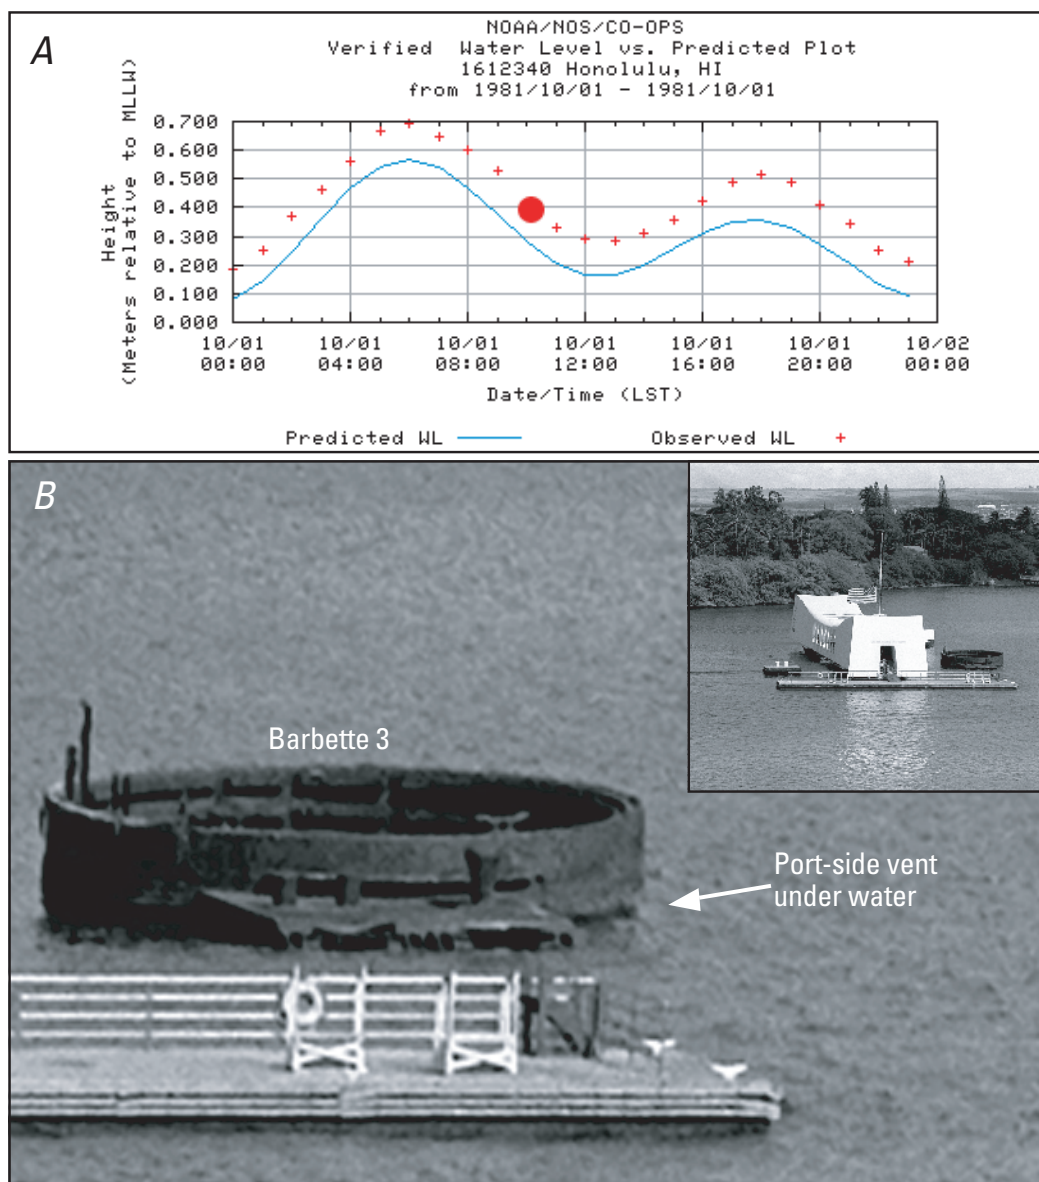 A
NOAA/NOS/CO-OPS
Verified Water Level vs. Predicted Plot
1612340 Honolulu, HI
from 1981/10/01 - 1981/10/01
Height
(Meters relative to MLLW)
0.700
0.600
0.500
0.400
0.300
0.200
0.100
0.000
10/01 10/01 10/01 10/01 10/01 10/01 10/02
00:00 04:00 08:00 12:00 16:00 20:00 00:00
Date/Time (LST)
Predicted WL Observed WL
B
Barbette 3
Port-side vent
under water